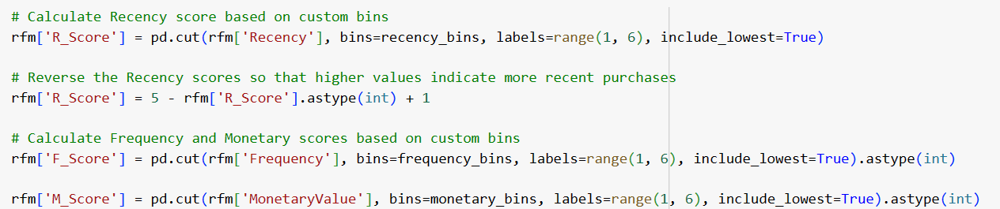 # Calculate Recency score based on custom bins
rfm['R_Score'] = pd.cut(rfm['Recency'], bins=recency_bins, labels=range(1, 6), include_lowest=True)
# Reverse the Recency scores so that higher values indicate more recent purchases
rfm['R_Score'] = 5 - rfm['R_Score'].astype(int) + 1
# Calculate Frequency and Monetary scores based on custom bins
rfm['F_Score'] = pd.cut(rfm['Frequency'], bins=frequency_bins, labels=range(1, 6), include_lowest=True).astype(int)
rfm['M_Score'] = pd.cut(rfm['MonetaryValue'], bins=monetary_bins, labels=range(1, 6), include_lowest=True).astype(int)